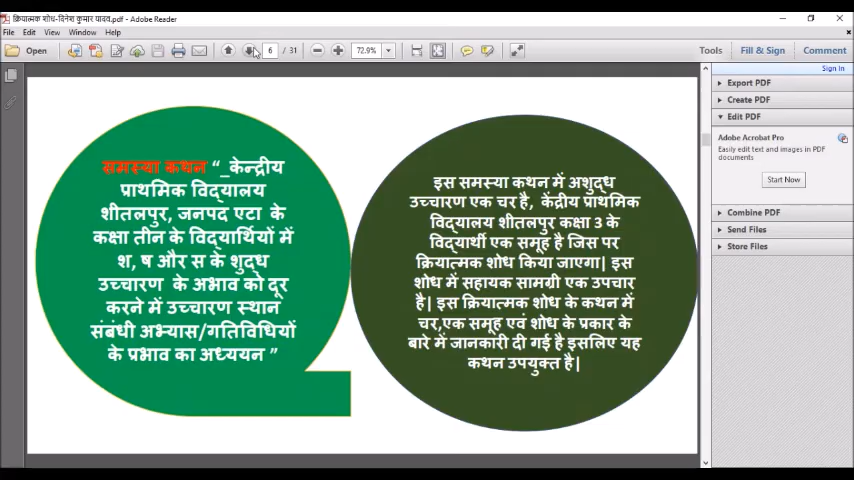 क्रियात्मक शोध-दिनेश कुमार यादव.pdf - Adobe Reader
File Edit View Window Help
Open
6 / 31
72.9%
Tools
Fill & Sign
Comment
Sign In
Export PDF
Create PDF
Edit PDF
Adobe Acrobat Pro
Easily edit text and images in PDF
documents
Start Now
Combine PDF
Send Files
Store Files
समस्या कथन “_केन्द्रीय
प्राथमिक विद्यालय
शीतलपुर, जनपद एटा के
कक्षा तीन के विद्यार्थियों में
श, ष और स के शुद्ध
उच्चारण के अभाव को दूर
करने में उच्चारण स्थान
संबंधी अभ्यास/गतिविधियों
के प्रभाव का अध्ययन ”
इस समस्या कथन में अशुद्ध
उच्चारण एक चर है, केंद्रीय प्राथमिक
विद्यालय शीतलपुर कक्षा 3 के
विद्यार्थी एक समूह है जिस पर
क्रियात्मक शोध किया जाएगा| इस
शोध में सहायक सामग्री एक उपचार
है| इस क्रियात्मक शोध के कथन में
चर,एक समूह एवं शोध के प्रकार के
बारे में जानकारी दी गई है इसलिए यह
कथन उपयुक्त है|